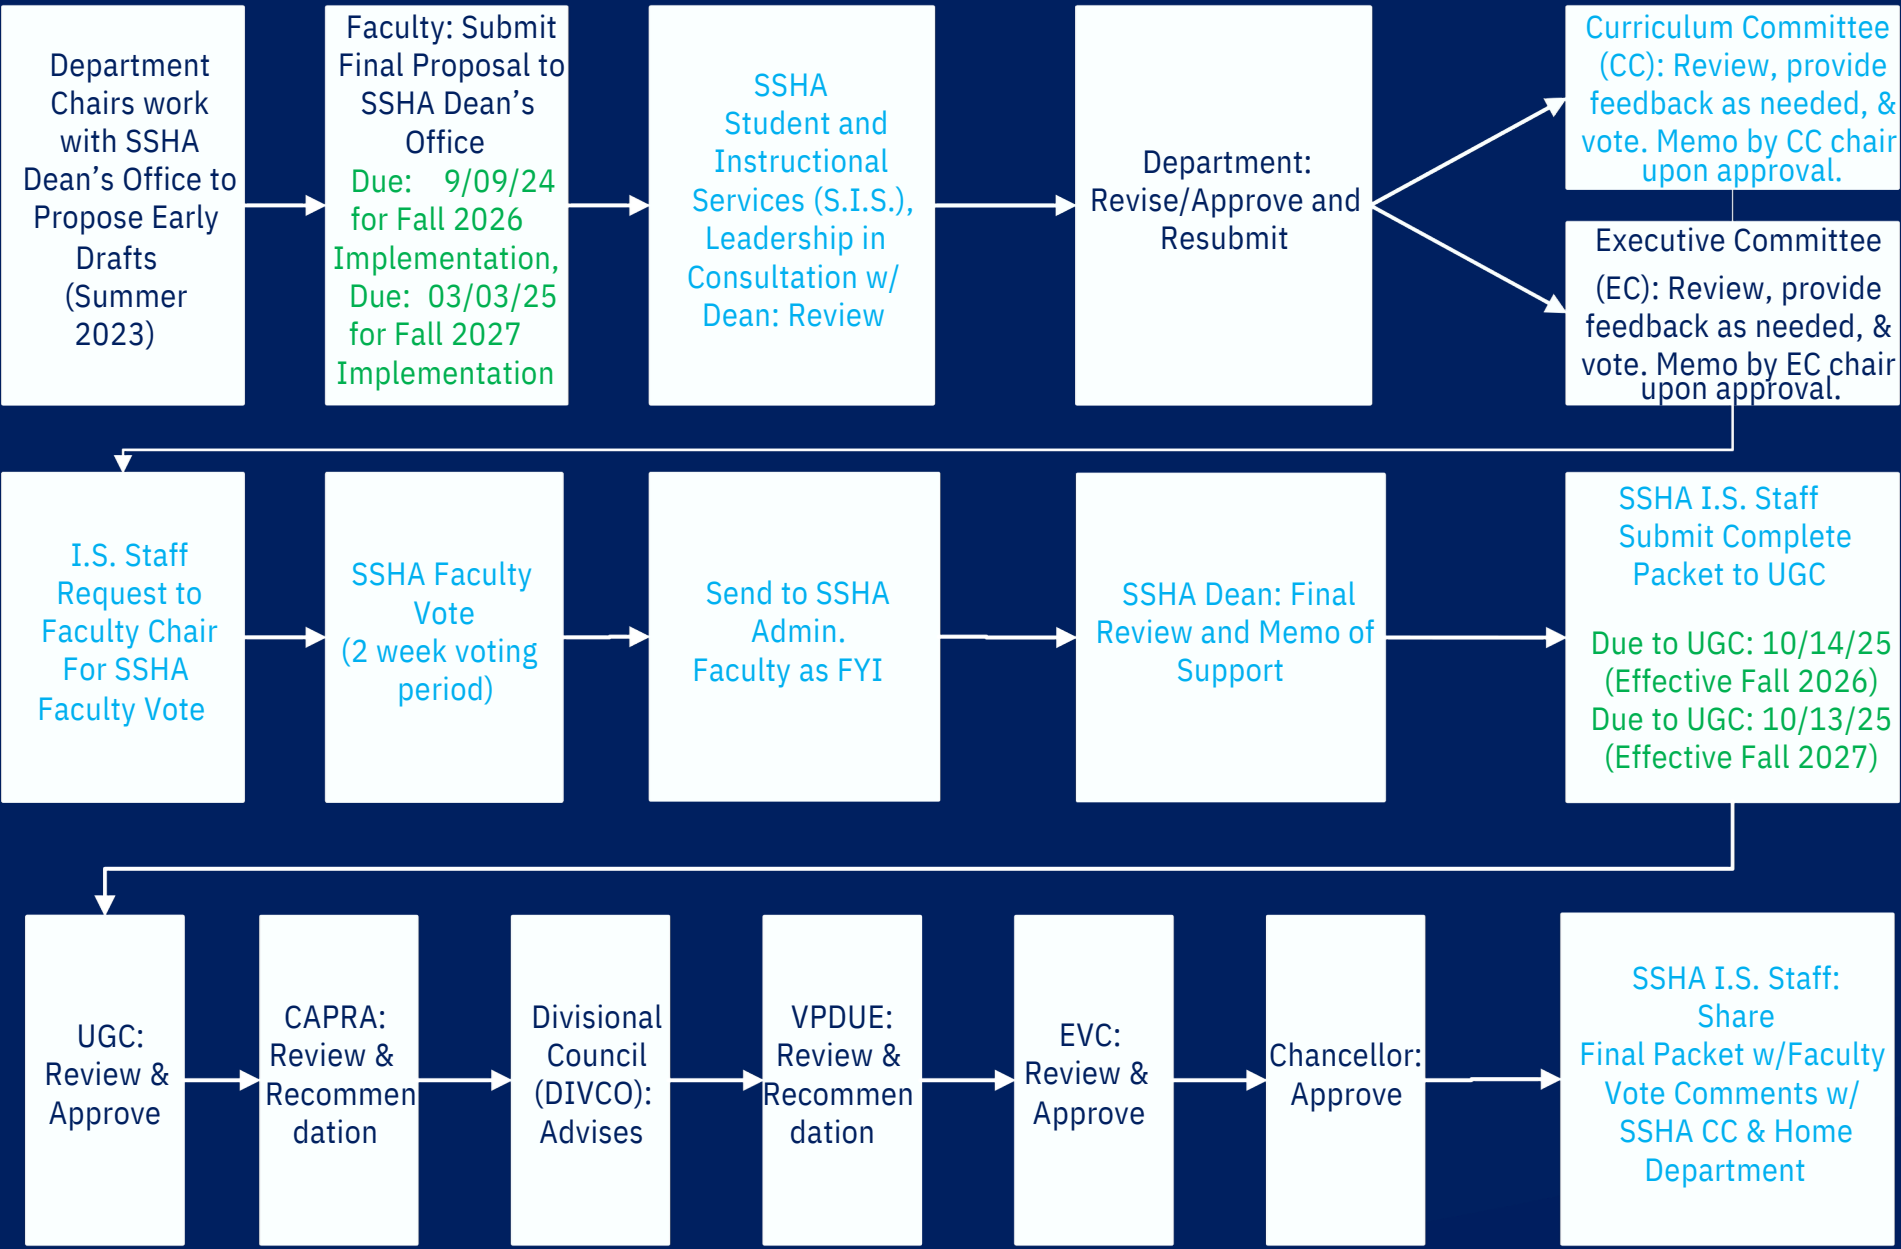 Department
Chairs work
with SSHA
Dean's Office to
Propose Early
Drafts
(Summer
2023)
Faculty: Submit
Final Proposal to
SSHA Dean's
Office
Due: 9/09/24
for Fall 2026
Implementation,
Due: 03/03/25
for Fall 2027
Implementation
SSHA
Student and
Instructional
Services (S.I.S.),
Leadership in
Consultation w/
Dean: Review
Department:
Revise/Approve and
Resubmit
Curriculum Committee
(CC): Review, provide
feedback as needed, &
vote. Memo by CC chair
upon approval.
Executive Committee
(EC): Review, provide
feedback as needed, &
vote. Memo by EC chair
upon approval.
I.S. Staff
Request to
Faculty Chair
For SSHA
Faculty Vote
SSHA Faculty
Vote
(2 week voting
period)
Send to SSHA
Admin.
Faculty as FYI
SSHA Dean: Final
Review and Memo of
Support
SSHA I.S. Staff
Submit Complete
Packet to UGC
Due to UGC: 10/14/25
(Effective Fall 2026)
Due to UGC: 10/13/25
(Effective Fall 2027)
UGC:
Review &
Approve
CAPRA:
Review &
Recommen
dation
Divisional
Council
(DIVCO):
Advises
VPDUE:
Review &
Recommen
dation
EVC:
Review &
Approve
Chancellor:
Approve
SSHA I.S. Staff:
Share
Final Packet w/Faculty
Vote Comments w/
SSHA CC & Home
Department